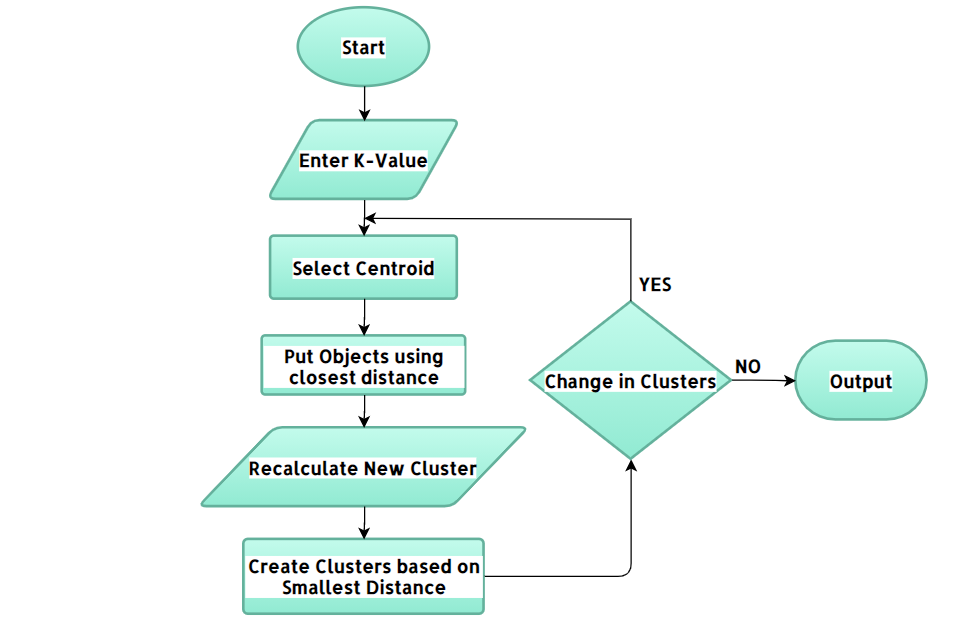 Start
Enter K-Value
Select Centroid
Put Objects using
closest distance
Recalculate New Cluster
Create Clusters based on
Smallest Distance
Change in Clusters
YES
NO
Output